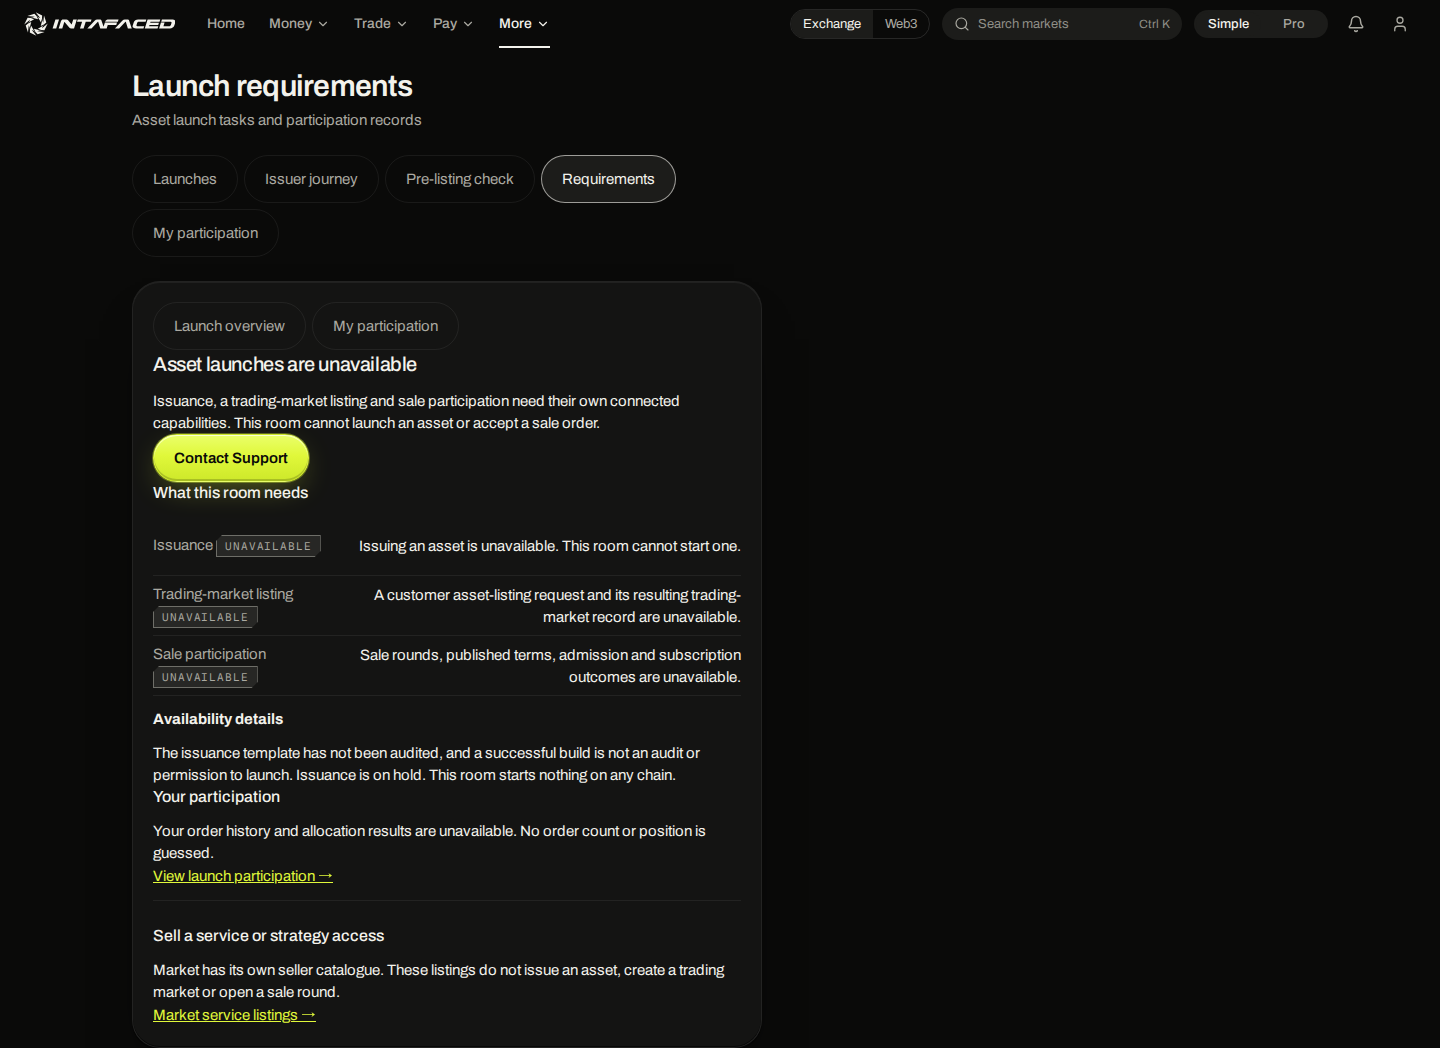 INTAFACED Home Money Trade Pay More Exchange Web3 Search markets Ctrl K Simple Pro
Launch requirements
Asset launch tasks and participation records
Launches Issuer journey Pre-listing check Requirements
My participation
Launch overview My participation
Asset launches are unavailable
Issuance, a trading-market listing and sale participation need their own connected
capabilities. This room cannot launch an asset or accept a sale order.
Contact Support
What this room needs
Issuance UNAVAILABLE Issuing an asset is unavailable. This room cannot start one.
Trading-market listing A customer asset-listing request and its resulting trading-
UNAVAILABLE market record are unavailable.
Sale participation Sale rounds, published terms, admission and subscription
UNAVAILABLE outcomes are unavailable.
Availability details
The issuance template has not been audited, and a successful build is not an audit or
permission to launch. Issuance is on hold. This room starts nothing on any chain.
Your participation
Your order history and allocation results are unavailable. No order count or position is
guessed.
View launch participation →
Sell a service or strategy access
Market has its own seller catalogue. These listings do not issue an asset, create a trading
market or open a sale round.
Market service listings →